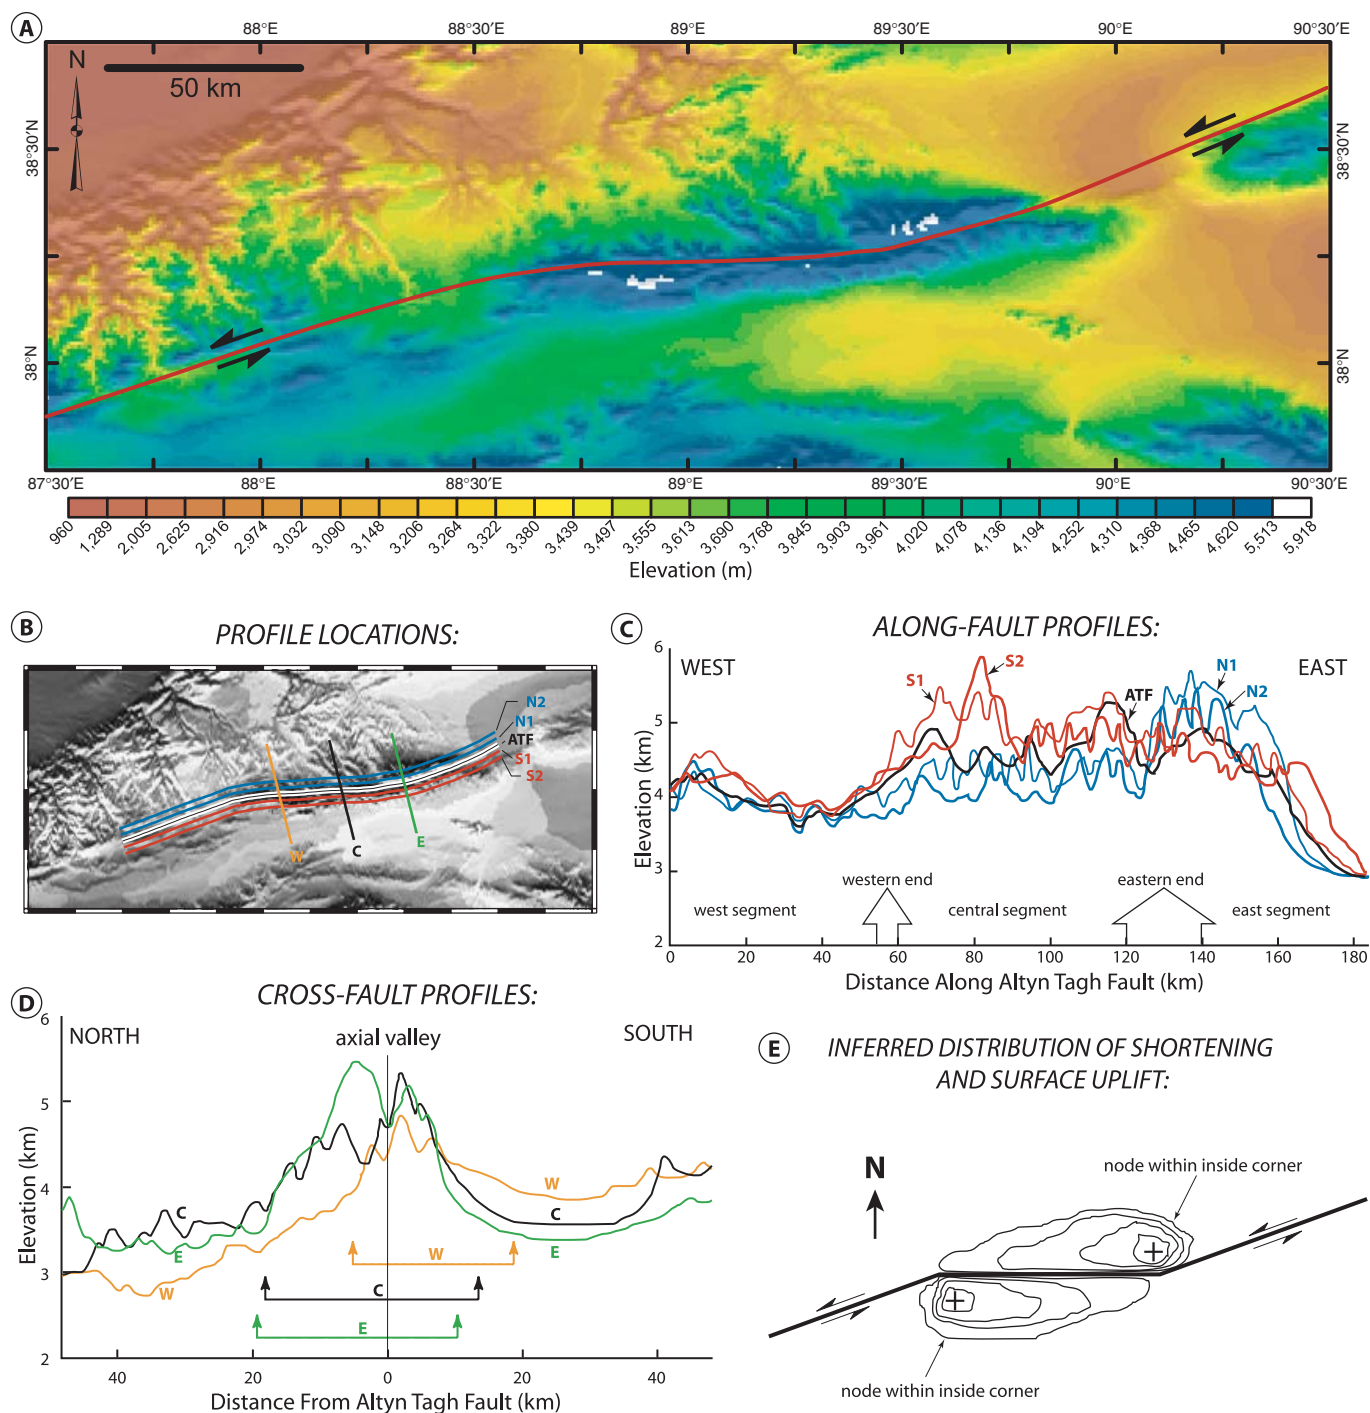 A
88°E 88°30'E 89°E 89°30'E 90°E 90°30'E
N
50 km
38°30'N
38°30'N
38°N
38°N
87°30'E 88°E 88°30'E 89°E 89°30'E 90°E 90°30'E
960 1,289 2,005 2,625 2,916 2,974 3,032 3,090 3,148 3,206 3,264 3,322 3,380 3,439 3,497 3,555 3,613 3,690 3,768 3,845 3,903 3,961 4,020 4,078 4,136 4,194 4,252 4,310 4,368 4,465 4,620 5,513 5,918
Elevation (m)
B
PROFILE LOCATIONS:
N2
N1
ATF
S1
S2
W
C
E
C
ALONG-FAULT PROFILES:
WEST
EAST
S1
S2
ATF
N1
N2
6
5
4
3
2
Elevation (km)
western end
eastern end
west segment
central segment
east segment
0 20 40 60 80 100 120 140 160 180
Distance Along Altyn Tagh Fault (km)
D
CROSS-FAULT PROFILES:
NORTH
axial valley
SOUTH
6
5
4
3
2
Elevation (km)
C
E
W
W
C
E
W
C
E
40 20 0 20 40
Distance From Altyn Tagh Fault (km)
E
INFERRED DISTRIBUTION OF SHORTENING
AND SURFACE UPLIFT:
N
node within inside corner
node within inside corner